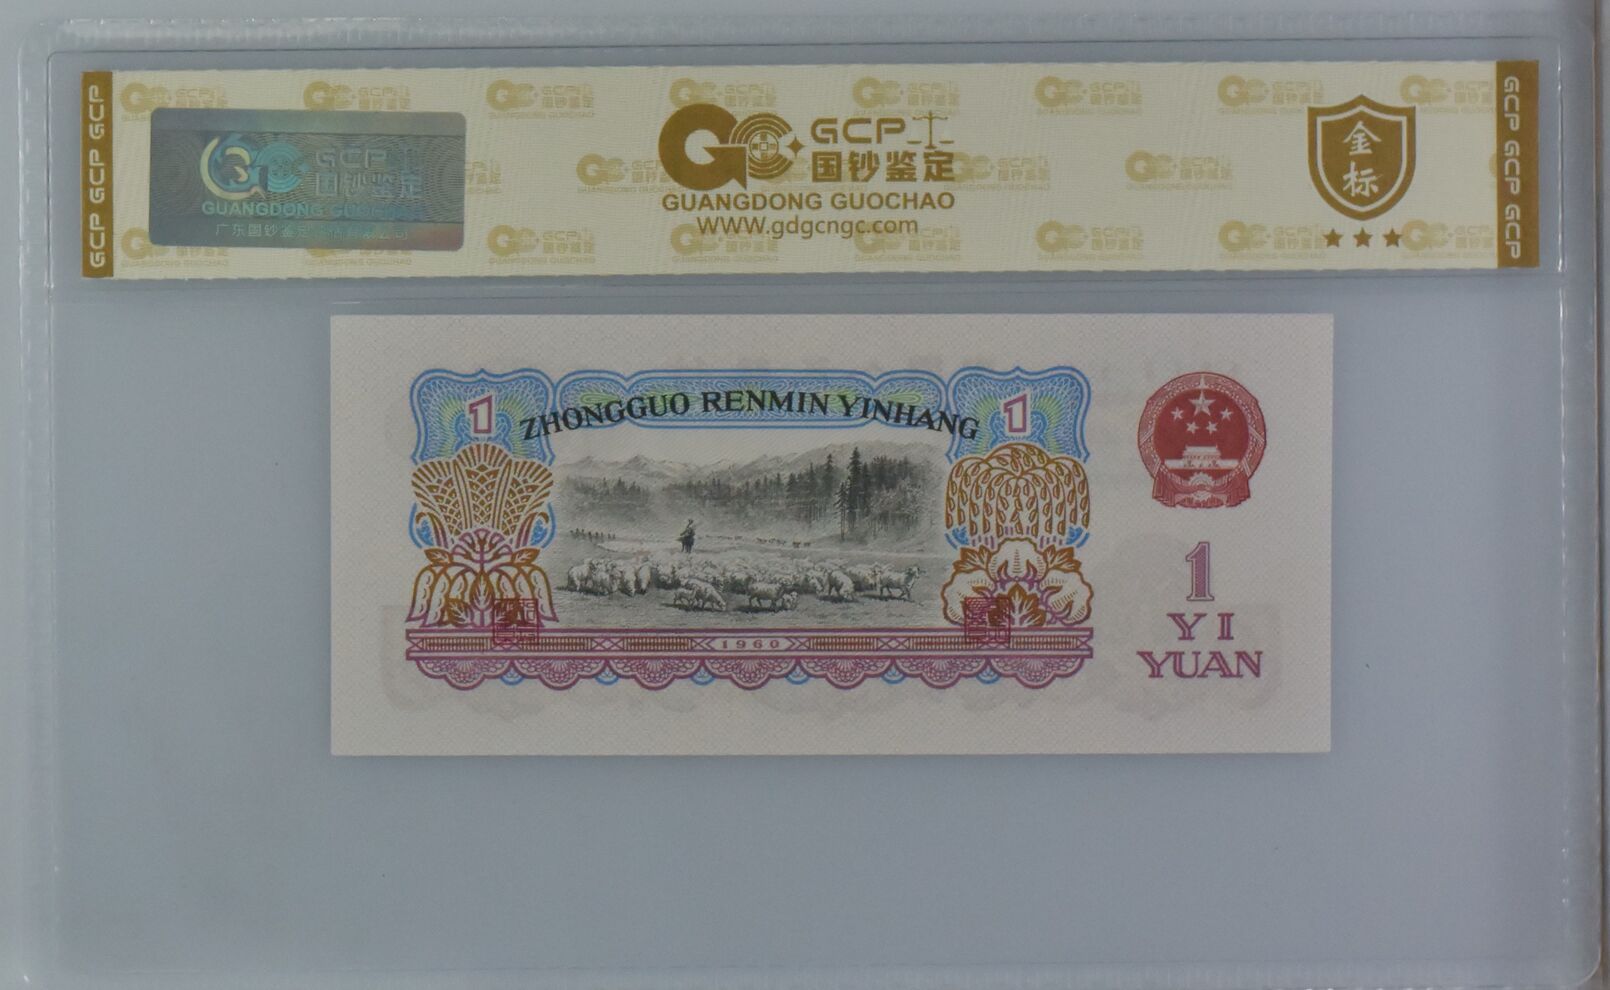 GCP GCP GCP
GCP
国钞鉴定
GUANGDONG GUOCHAO
GCP
国钞鉴定
GUANGDONG GUOCHAO
www.gdgcngc.com
金标
GCP GCP GCP
ZHONGGUO RENMIN YINHANG
1
1
1960
1
YI
YUAN